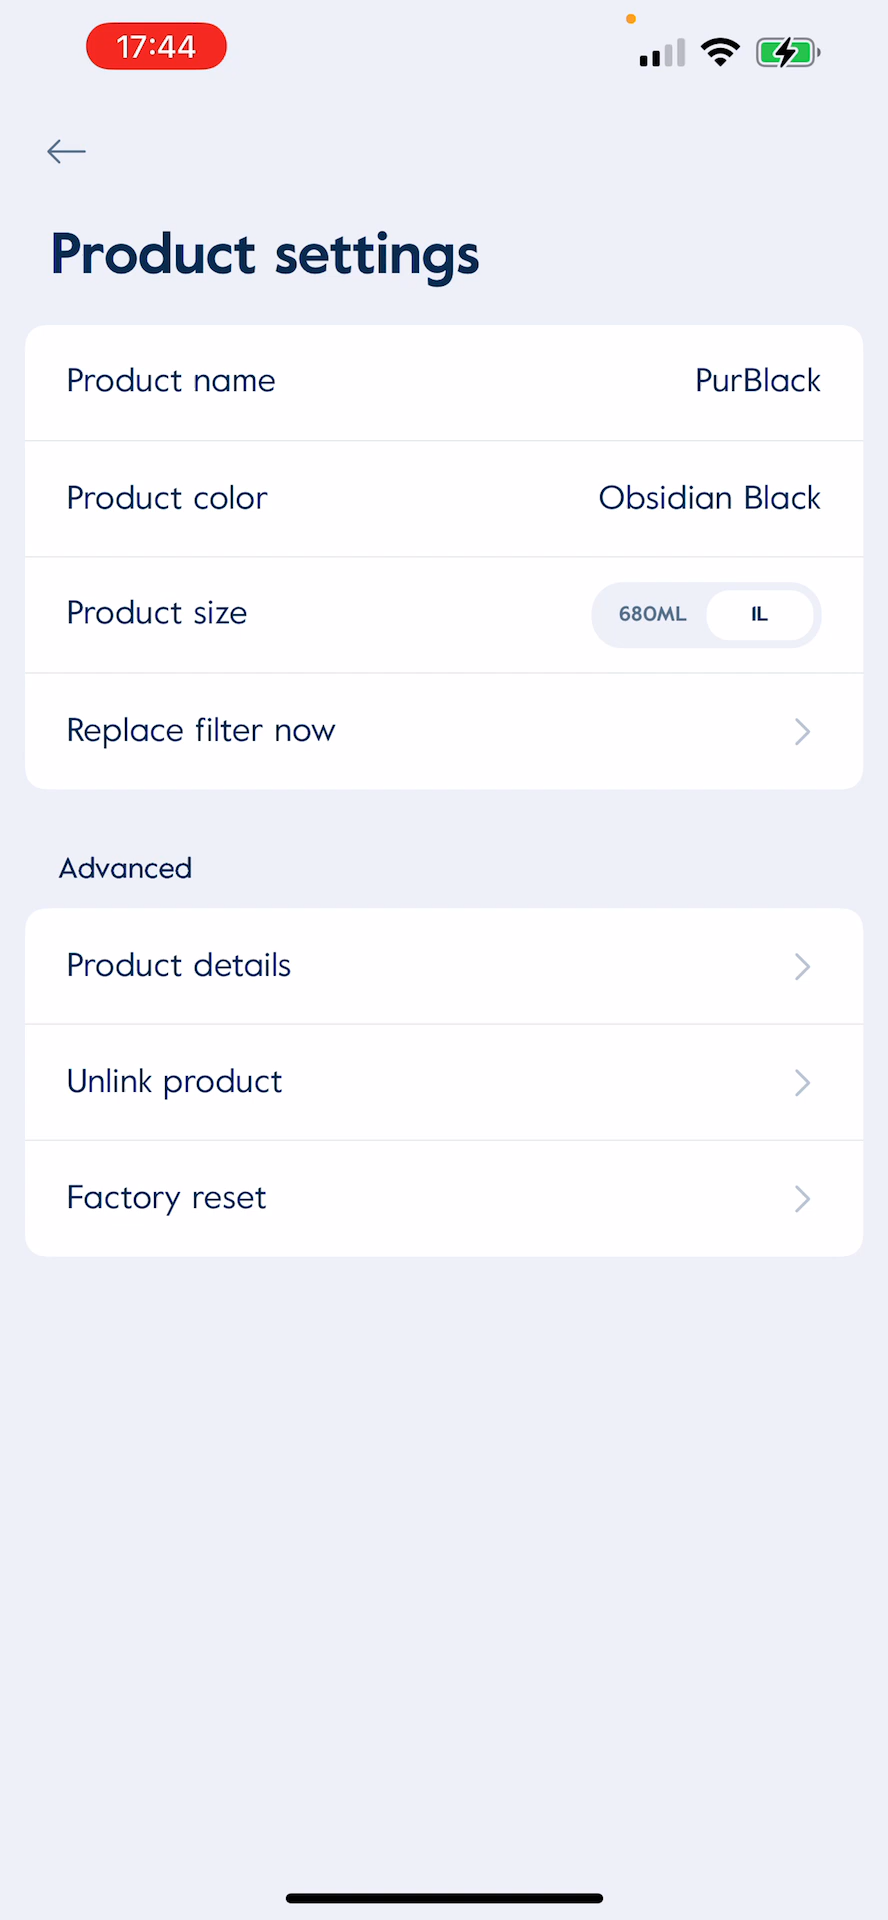 17:44
Product settings
Product name PurBlack
Product color Obsidian Black
Product size 680ML 1L
Replace filter now
Advanced
Product details
Unlink product
Factory reset